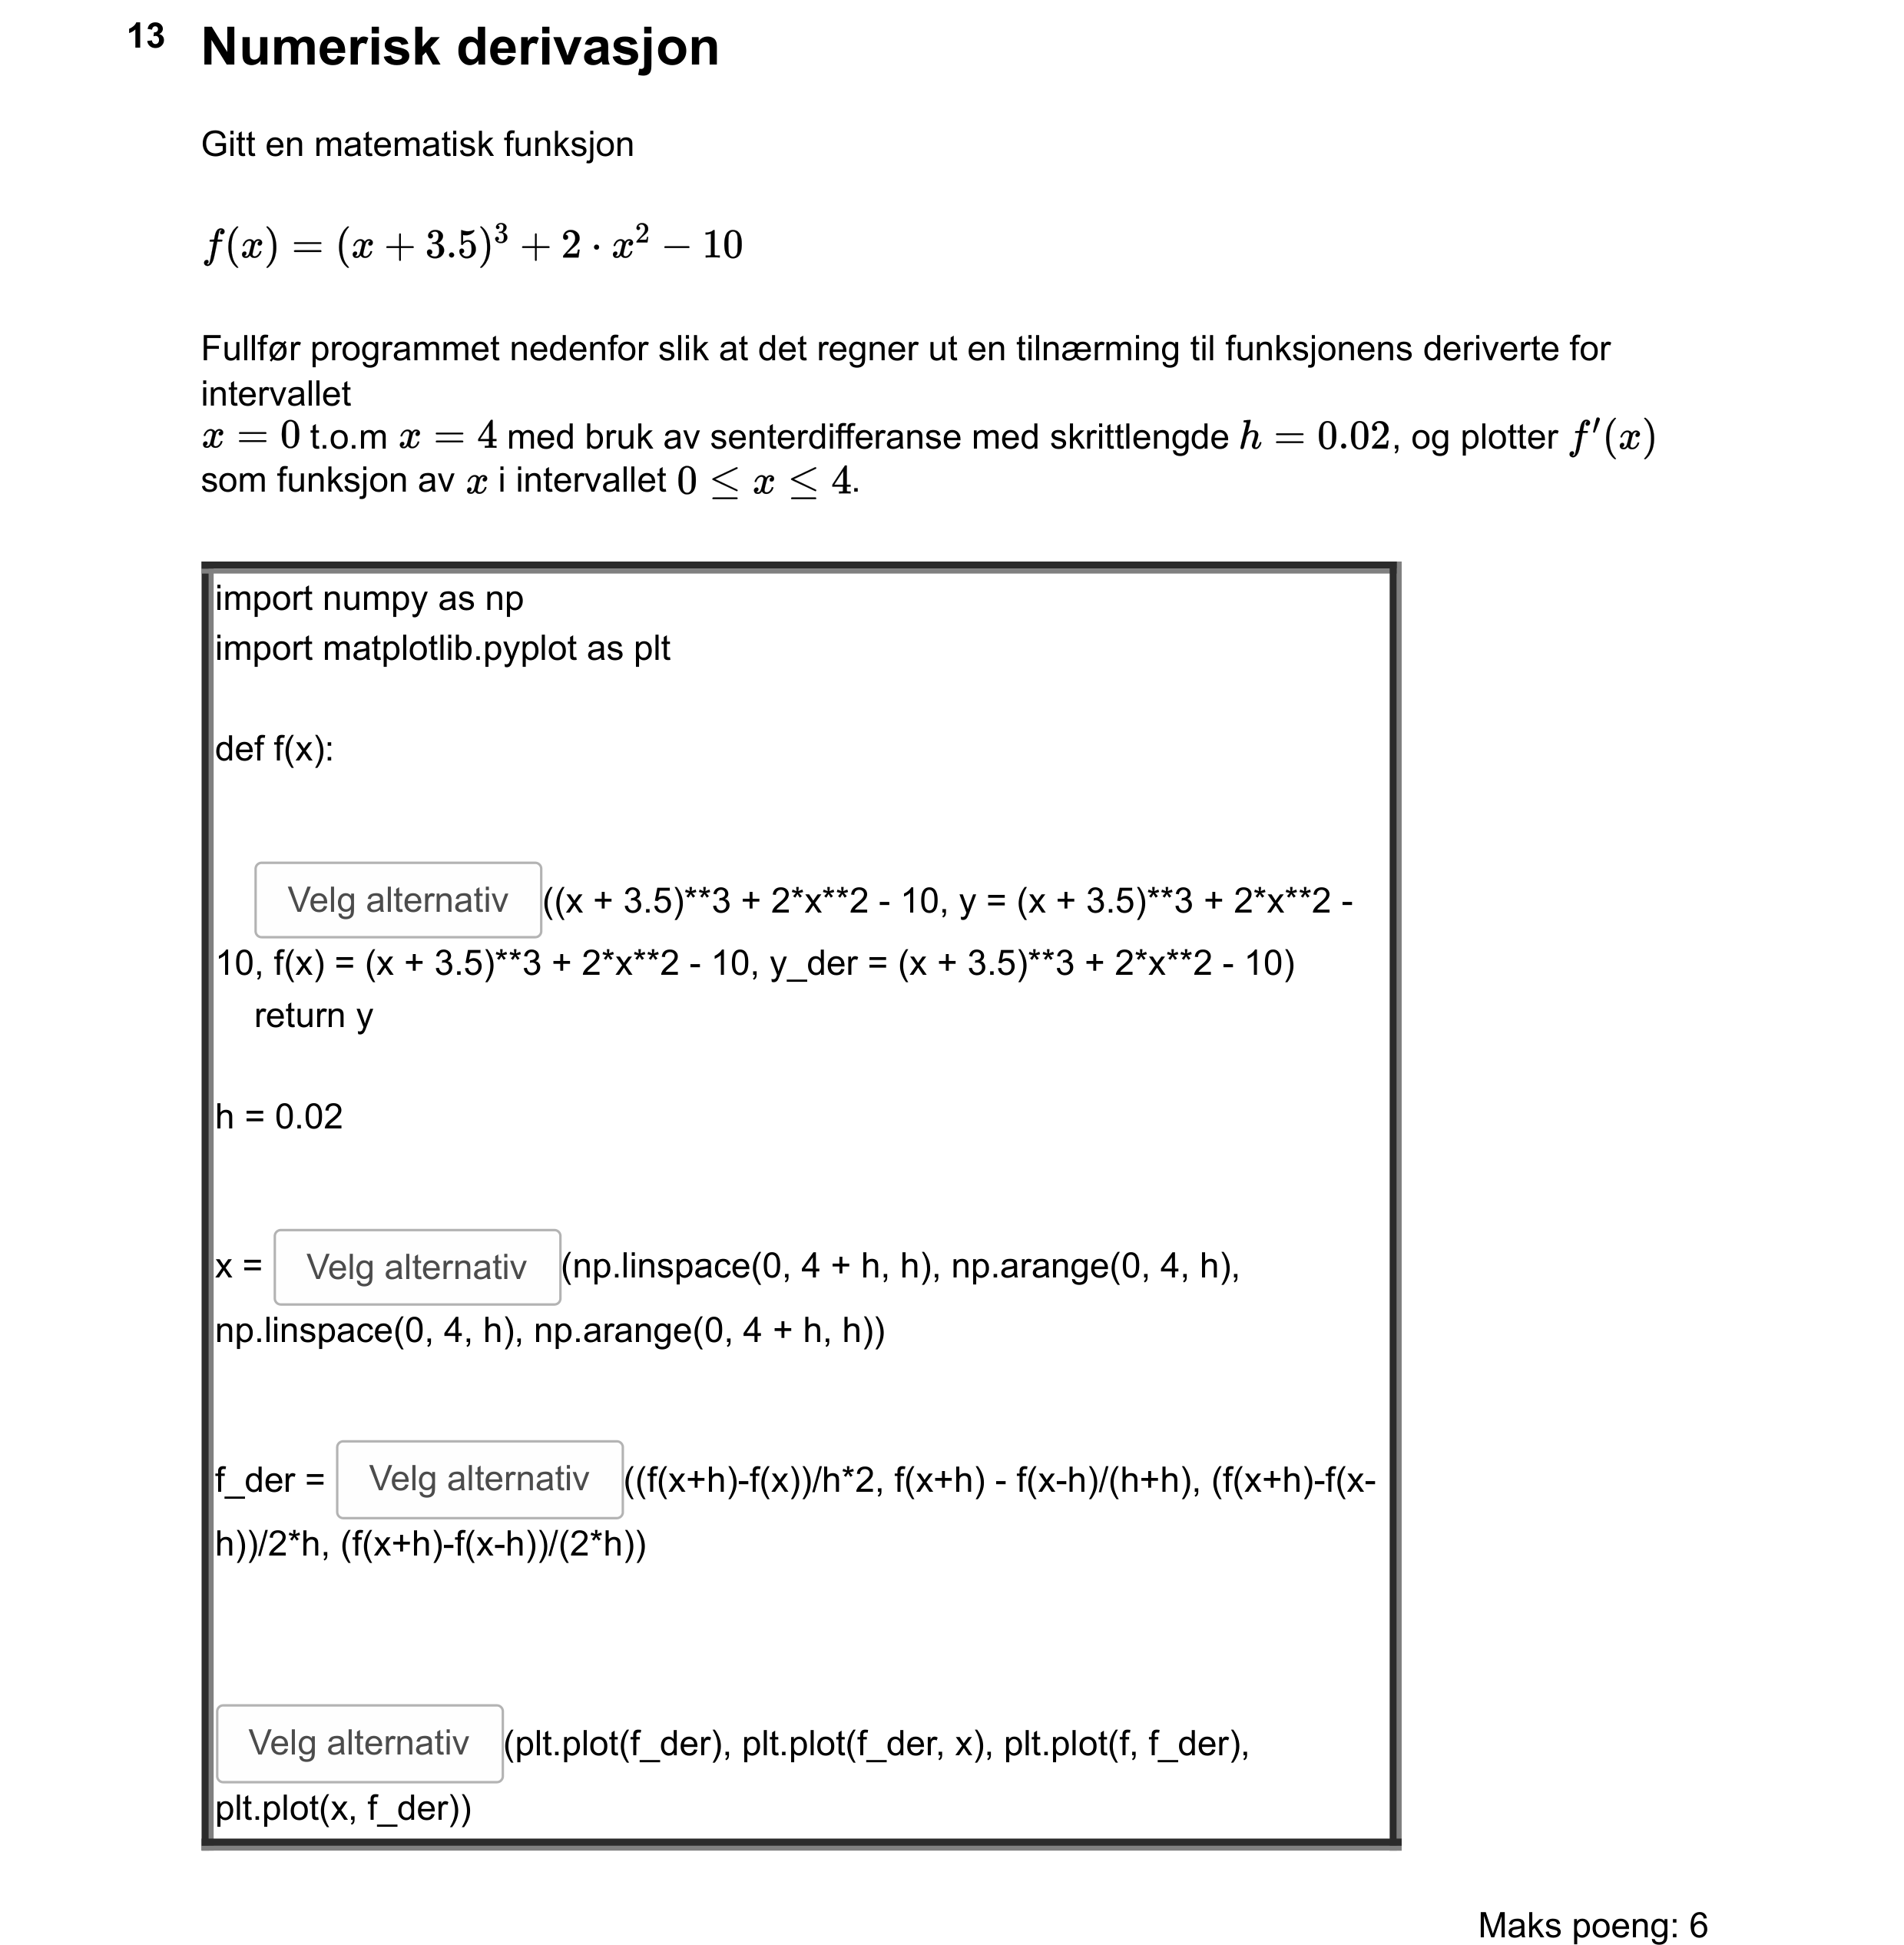 13 Numerisk derivasjon
Gitt en matematisk funksjon
f(x) = (x + 3.5)³ + 2 · x² − 10
Fullfør programmet nedenfor slik at det regner ut en tilnærming til funksjonens deriverte for
intervallet
x = 0 t.o.m x = 4 med bruk av senterdifferanse med skrittlengde h = 0.02, og plotter f′(x)
som funksjon av x i intervallet 0 ≤ x ≤ 4.
import numpy as np
import matplotlib.pyplot as plt
def f(x):
Velg alternativ ((x + 3.5)**3 + 2*x**2 - 10, y = (x + 3.5)**3 + 2*x**2 -
10, f(x) = (x + 3.5)**3 + 2*x**2 - 10, y_der = (x + 3.5)**3 + 2*x**2 - 10)
return y
h = 0.02
x = Velg alternativ (np.linspace(0, 4 + h, h), np.arange(0, 4, h),
np.linspace(0, 4, h), np.arange(0, 4 + h, h))
f_der = Velg alternativ ((f(x+h)-f(x))/h*2, f(x+h) - f(x-h)/(h+h), (f(x+h)-f(x-
h))/2*h, (f(x+h)-f(x-h))/(2*h))
Velg alternativ (plt.plot(f_der), plt.plot(f_der, x), plt.plot(f, f_der),
plt.plot(x, f_der))
Maks poeng: 6